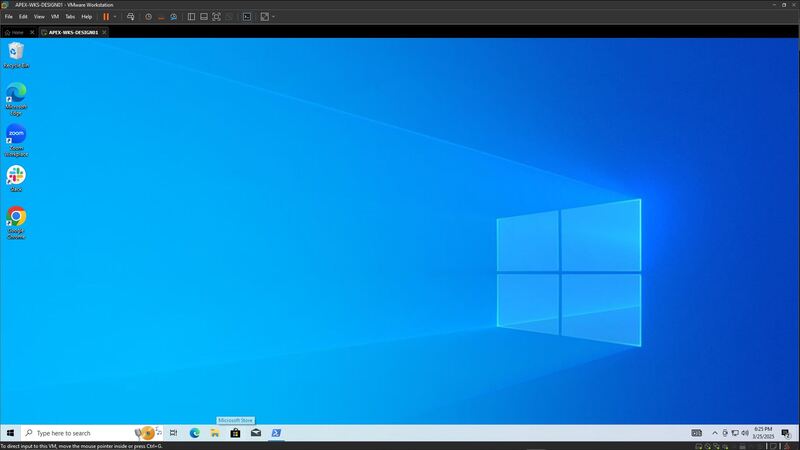 APEX-WKS-DESIGN01 - VMware Workstation
File Edit View VM Tabs Help
Home
APEX-WKS-DESIGN01
Recycle Bin
Microsoft
Edge
zoom
Zoom
Workplace
Slack
Google
Chrome
Microsoft Store
Type here to search
6:25 PM
3/25/2025
To direct input to this VM, move the mouse pointer inside or press Ctrl+G.